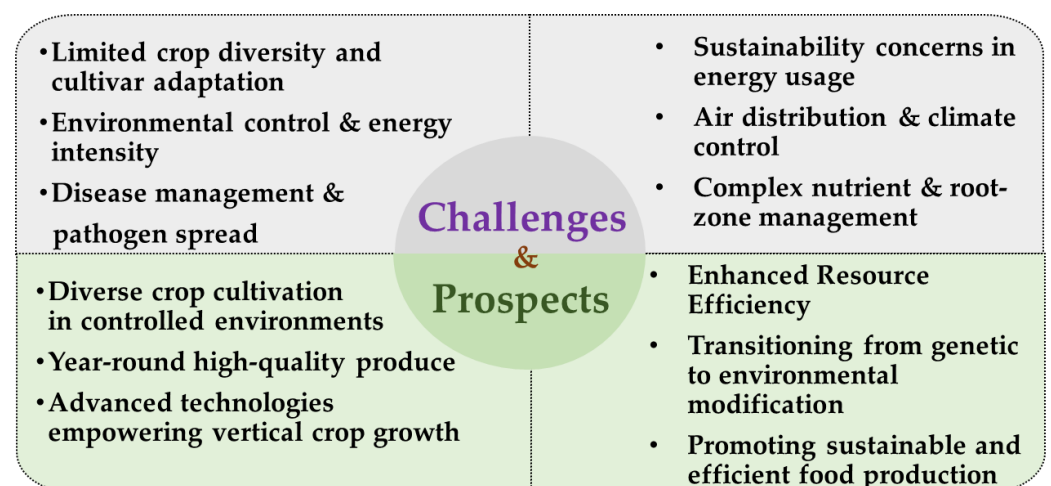 •Limited crop diversity and
cultivar adaptation
•Environmental control & energy
intensity
•Disease management &
pathogen spread
• Sustainability concerns in
energy usage
• Air distribution & climate
control
• Complex nutrient & root-
zone management
Challenges
&
Prospects
•Diverse crop cultivation
in controlled environments
•Year-round high-quality produce
•Advanced technologies
empowering vertical crop growth
• Enhanced Resource
Efficiency
• Transitioning from genetic
to environmental
modification
• Promoting sustainable and
efficient food production